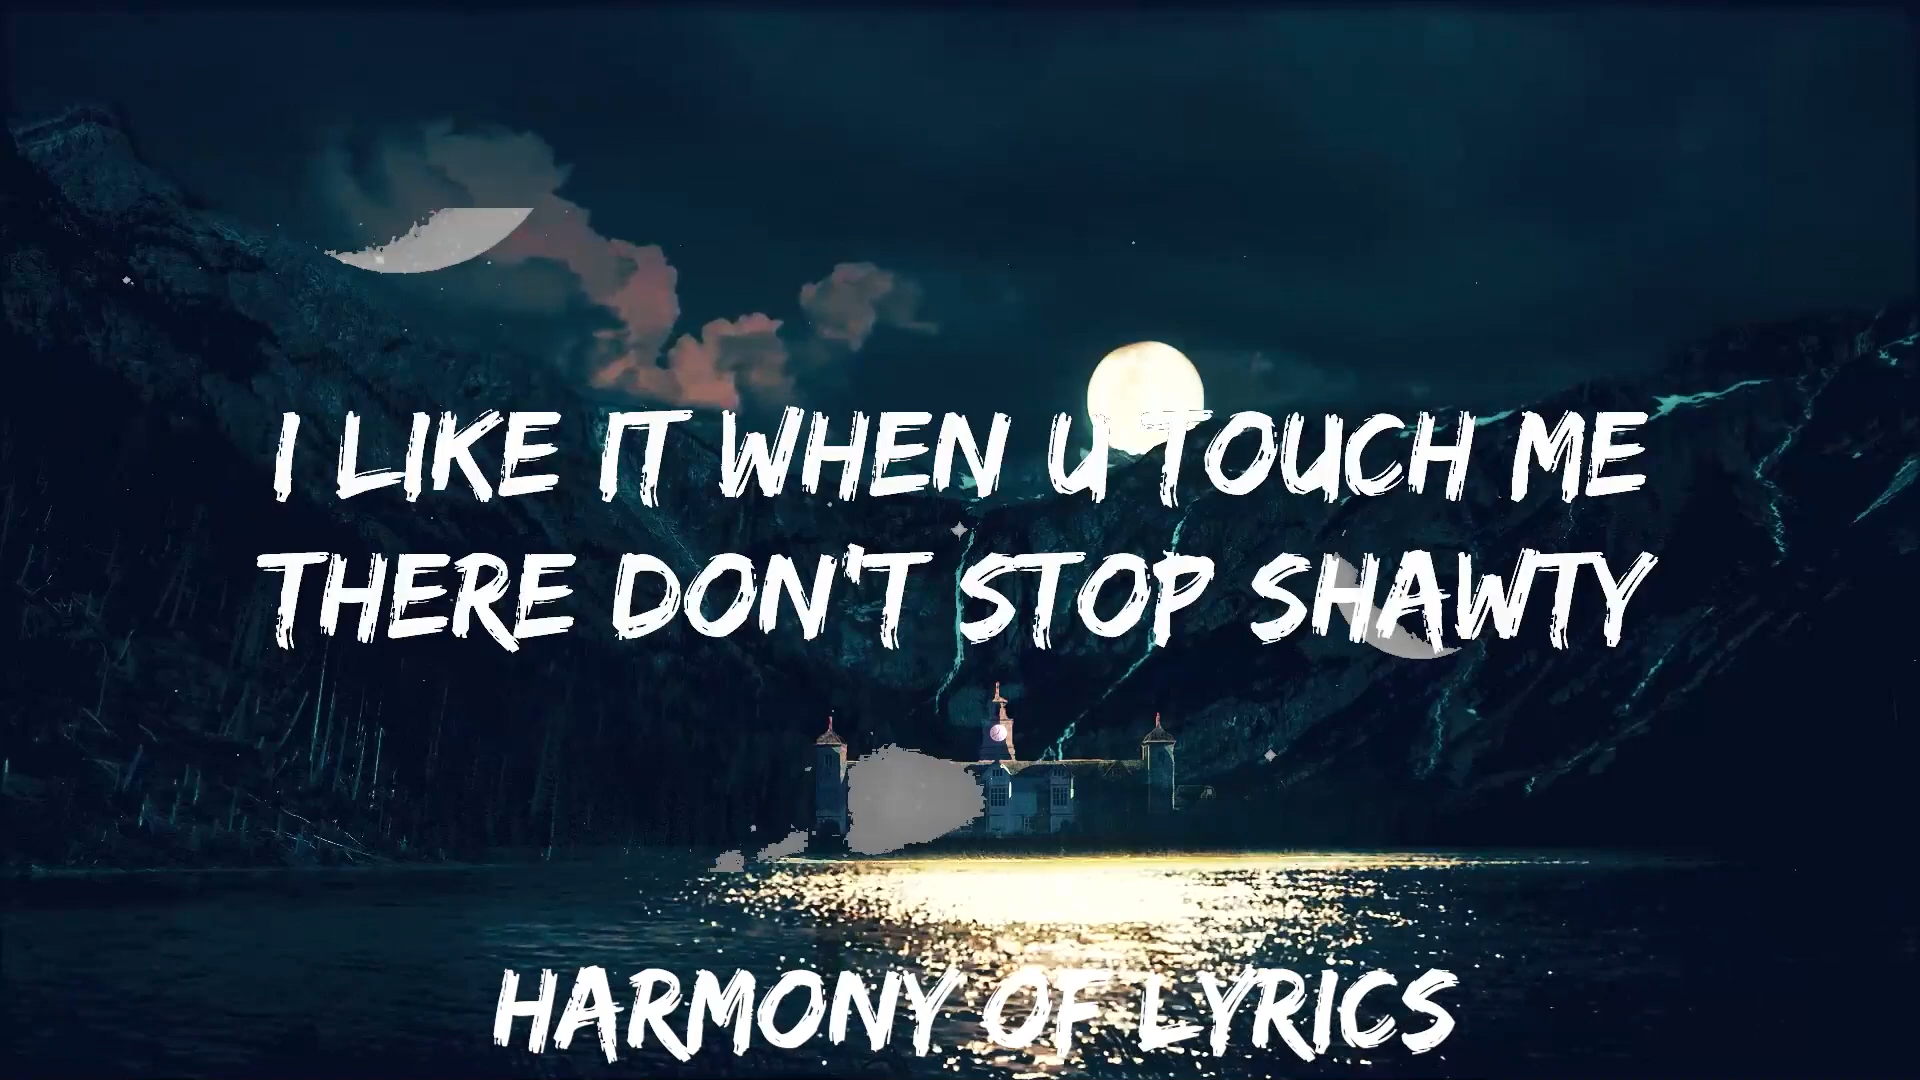 I LIKE IT WHEN U TOUCH ME
THERE DON'T STOP SHAWTY
HARMONY OF LYRICS